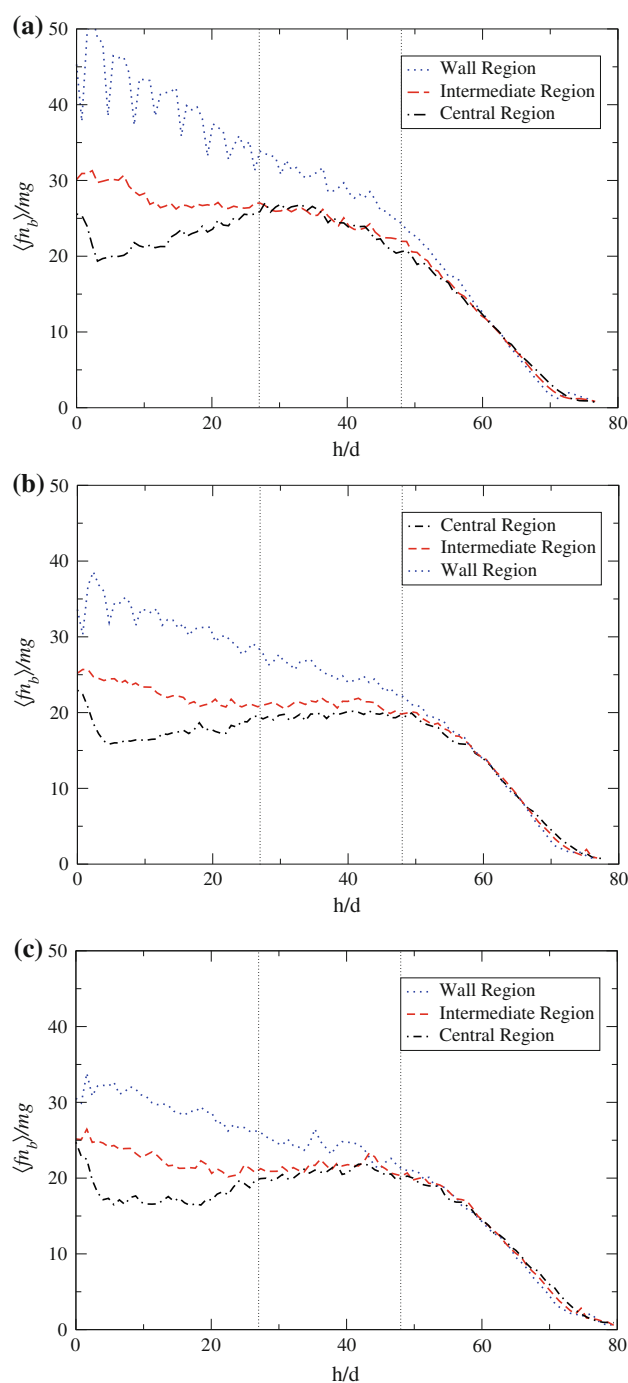 (a)
50
40
30
20
10
0
⟨fn_b⟩/mg
Wall Region
Intermediate Region
Central Region
0 20 40 60 80
h/d
(b)
50
40
30
20
10
0
⟨fn_b⟩/mg
Central Region
Intermediate Region
Wall Region
0 20 40 60 80
h/d
(c)
50
40
30
20
10
0
⟨fn_b⟩/mg
Wall Region
Intermediate Region
Central Region
0 20 40 60 80
h/d